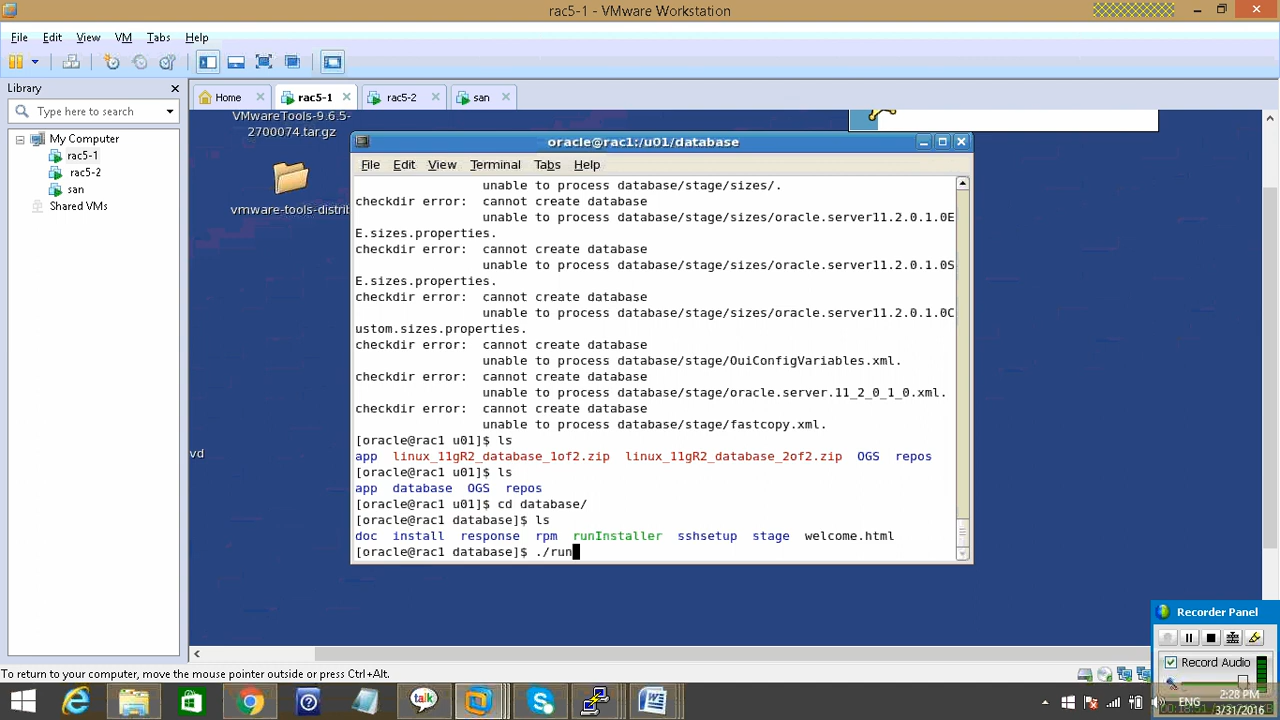 rac5-1 - VMware Workstation
File Edit View VM Tabs Help
Library
Type here to search
My Computer
rac5-1
rac5-2
san
Shared VMs
Home rac5-1 rac5-2 san
VMwareTools-9.6.5-
2700074.tar.gz
vmware-tools-distrib
vd
oracle@rac1:/u01/database
File Edit View Terminal Tabs Help
unable to process database/stage/sizes/.
checkdir error:  cannot create database
unable to process database/stage/sizes/oracle.server11.2.0.1.0E
E.sizes.properties.
checkdir error:  cannot create database
unable to process database/stage/sizes/oracle.server11.2.0.1.0S
E.sizes.properties.
checkdir error:  cannot create database
unable to process database/stage/sizes/oracle.server11.2.0.1.0C
ustom.sizes.properties.
checkdir error:  cannot create database
unable to process database/stage/OuiConfigVariables.xml.
checkdir error:  cannot create database
unable to process database/stage/oracle.server.11_2_0_1_0.xml.
checkdir error:  cannot create database
unable to process database/stage/fastcopy.xml.
[oracle@rac1 u01]$ ls
app  linux_11gR2_database_1of2.zip  linux_11gR2_database_2of2.zip  OGS  repos
[oracle@rac1 u01]$ ls
app  database  OGS  repos
[oracle@rac1 u01]$ cd database/
[oracle@rac1 database]$ ls
doc  install  response  rpm  runInstaller  sshsetup  stage  welcome.html
[oracle@rac1 database]$ ./run
Recorder Panel
Record Audio
To return to your computer, move the mouse pointer outside or press Ctrl+Alt.
talk
ENG
2:28 PM
3/31/2016